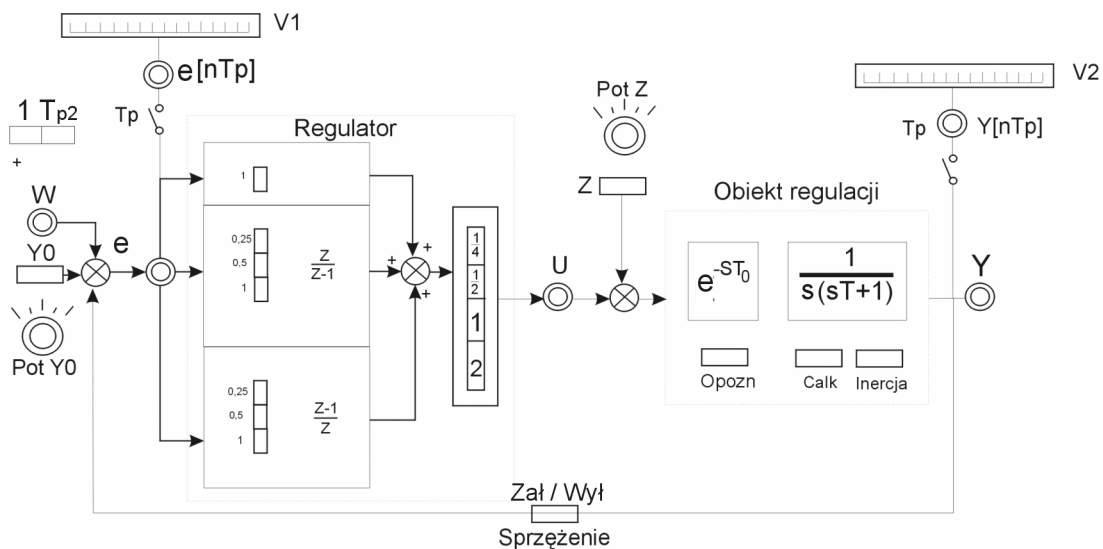 V1
e[nTp]
1 Tp2
+
Tp
Regulator
1
0,25
0,5
1
Z
Z-1
0,25
0,5
1
Z-1
Z
+
+
+
1
4
1
2
1
2
W
Y0
e
Pot Y0
U
Pot Z
Z
Obiekt regulacji
e^-ST0
1
s(sT+1)
Opozn
Calk
Inercja
V2
Tp
Y[nTp]
Y
Zał / Wył
Sprzężenie